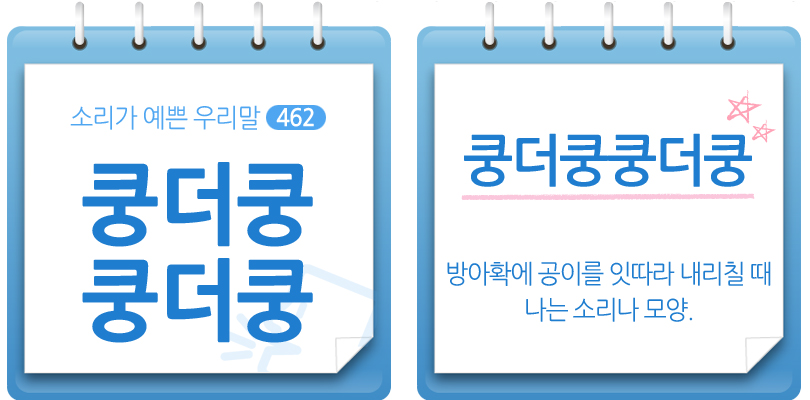 소리가 예쁜 우리말 462
쿵더쿵
쿵더쿵
쿵더쿵쿵더쿵
방아확에 공이를 잇따라 내리칠 때
나는 소리나 모양.